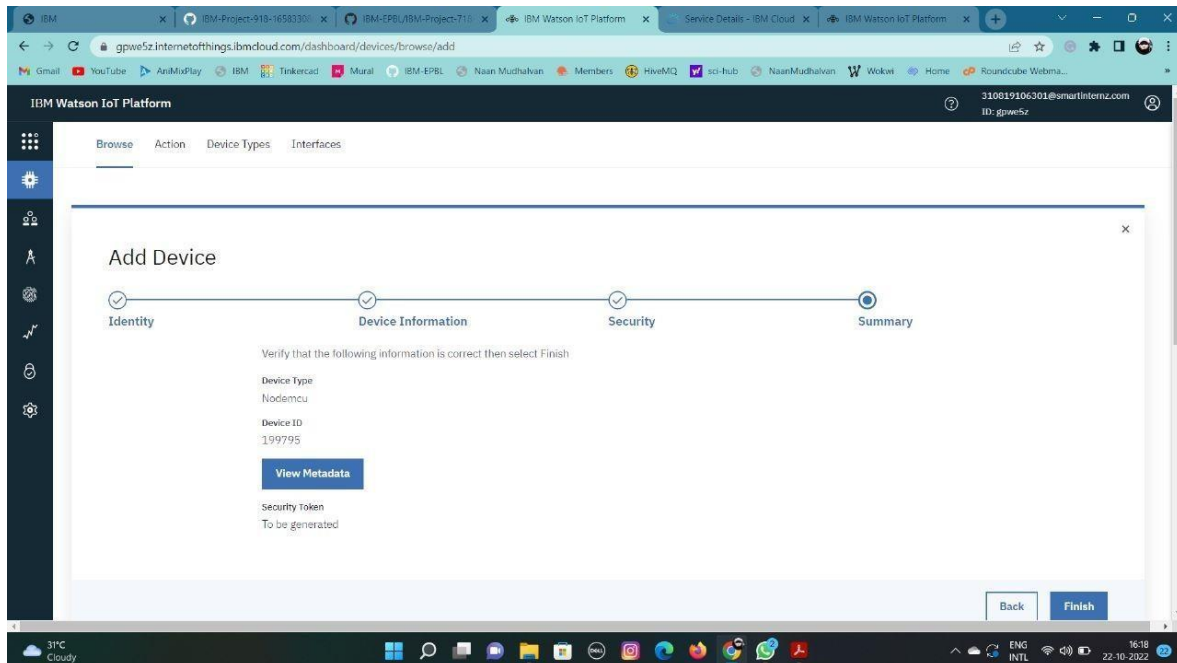 IBM
IBM-Project-918-16583300
IBM-EPBL/IBM-Project-718
IBM Watson IoT Platform
Service Details - IBM Cloud
IBM Watson IoT Platform
gpwe5z.internetofthings.ibmcloud.com/dashboard/devices/browse/add
Gmail YouTube AniMixPlay IBM Tinkercad Mural IBM-EPBL Naan Mudhalvan Members HiveMQ sci-hub NaanMudhalvan Wokwi Home Roundcube Webma...
IBM Watson IoT Platform
310819106301@smartinternz.com
ID: gpwe5z
Browse Action Device Types Interfaces
Add Device
Identity Device Information Security Summary
Verify that the following information is correct then select Finish
Device Type
Nodemcu
Device ID
199795
View Metadata
Security Token
To be generated
Back Finish
31°C
Cloudy
DELL
ENG
INTL
16:18
22-10-2022
22